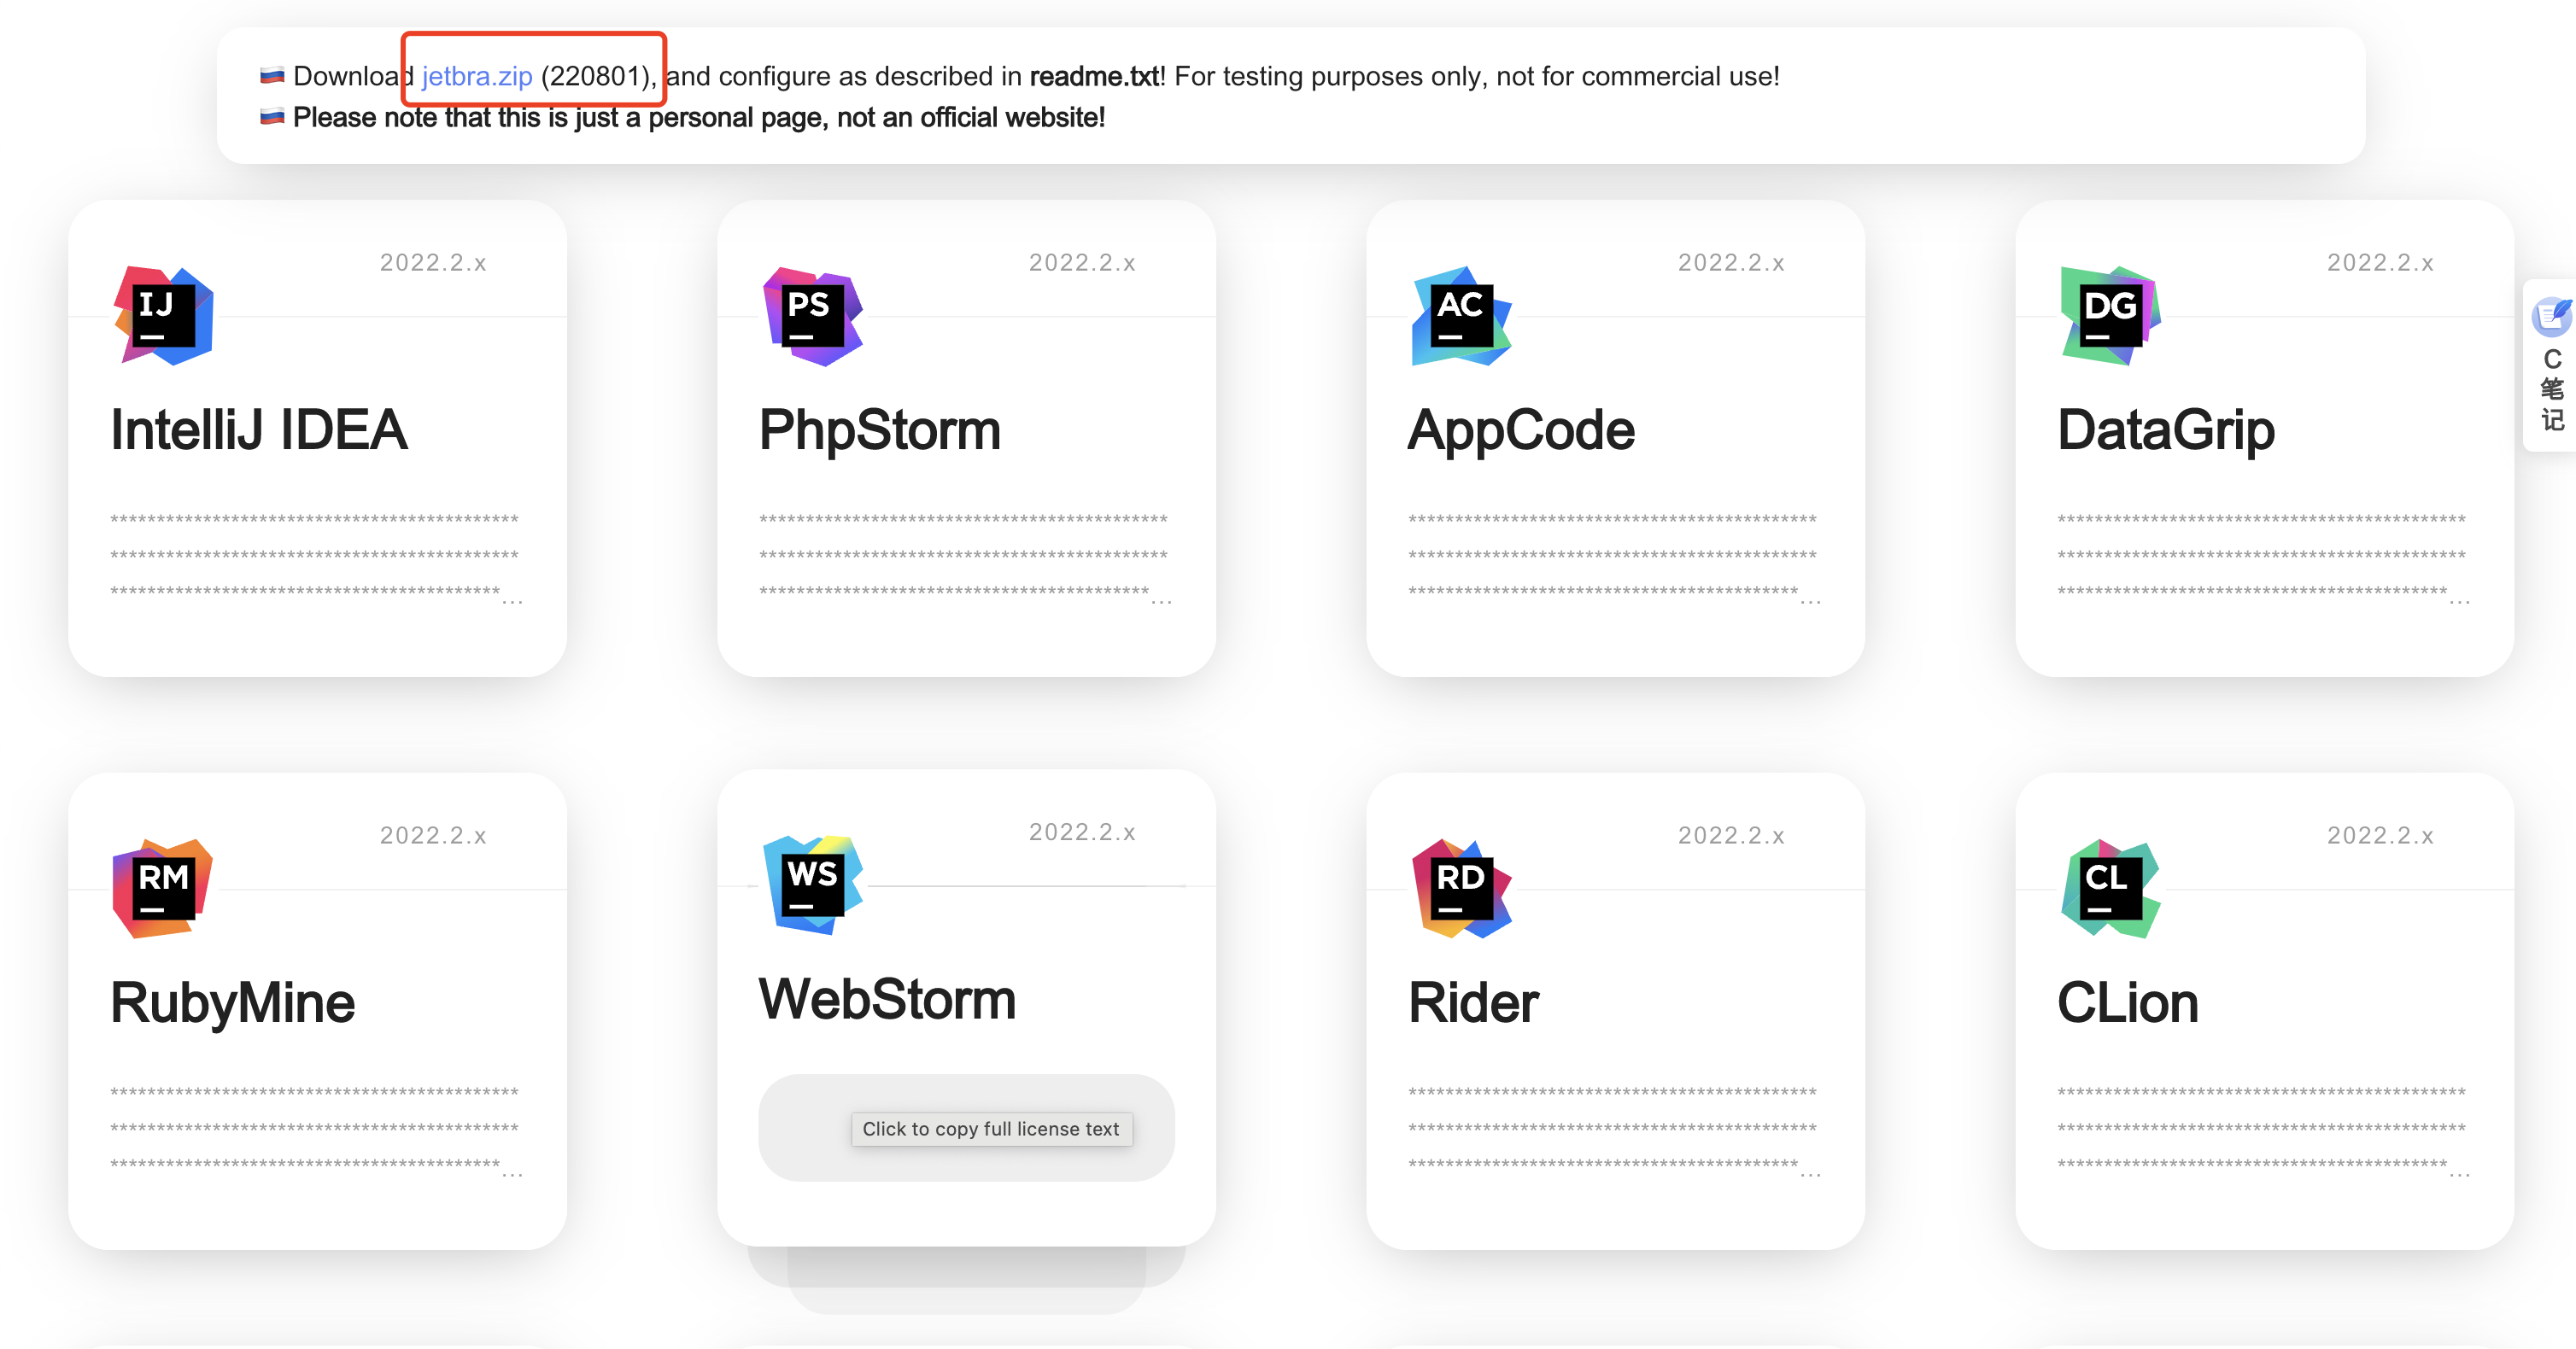 🇷🇺 Download jetbra.zip (220801), and configure as described in readme.txt! For testing purposes only, not for commercial use!
🇷🇺 Please note that this is just a personal page, not an official website!
2022.2.x
IJ
IntelliJ IDEA
********************************************
********************************************
******************************************...
2022.2.x
PS
PhpStorm
********************************************
********************************************
******************************************...
2022.2.x
AC
AppCode
********************************************
********************************************
******************************************...
2022.2.x
DG
DataGrip
********************************************
********************************************
******************************************...
C
笔
记
2022.2.x
RM
RubyMine
********************************************
********************************************
******************************************...
2022.2.x
WS
WebStorm
Click to copy full license text
2022.2.x
RD
Rider
********************************************
********************************************
******************************************...
2022.2.x
CL
CLion
********************************************
********************************************
******************************************...